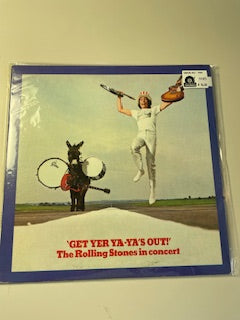 'GET YER YA-YA'S OUT!'
The Rolling Stones in concert